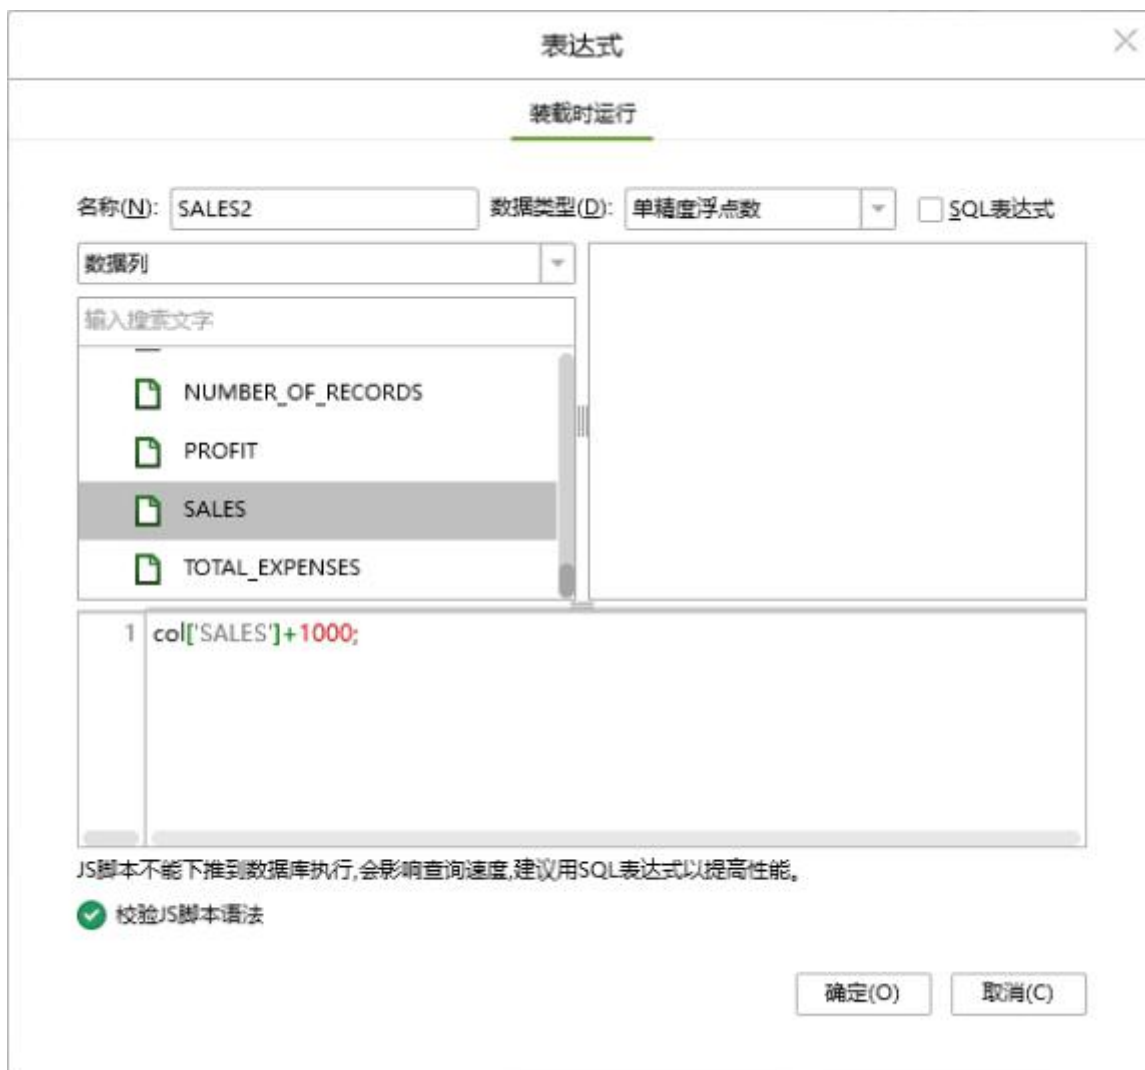 表达式
装载时运行
名称(N): SALES2 数据类型(D): 单精度浮点数 SQL表达式
数据列
输入搜索文字
NUMBER_OF_RECORDS
PROFIT
SALES
TOTAL_EXPENSES
1 col['SALES']+1000;
JS脚本不能下推到数据库执行,会影响查询速度,建议用SQL表达式以提高性能。
校验JS脚本语法
确定(O) 取消(C)